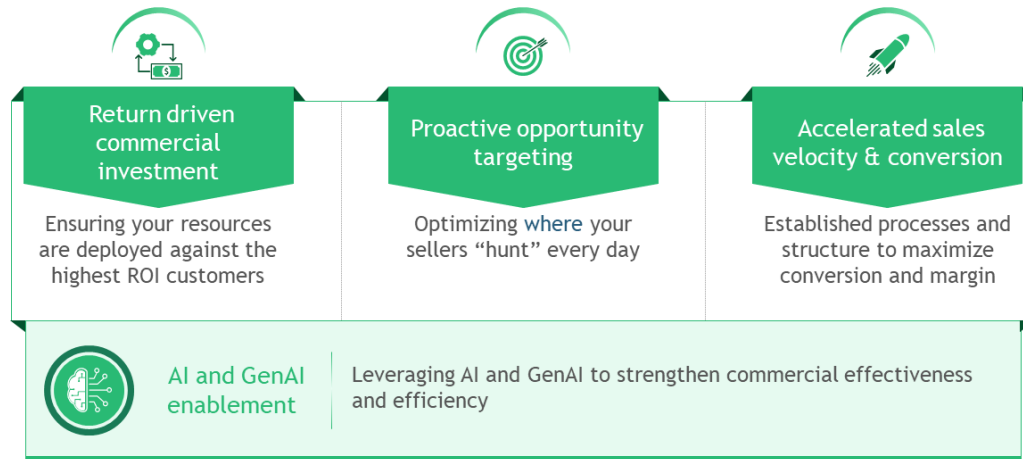 $
Return driven
commercial
investment
Ensuring your resources
are deployed against the
highest ROI customers
Proactive opportunity
targeting
Optimizing where your
sellers “hunt” every day
Accelerated sales
velocity & conversion
Established processes and
structure to maximize
conversion and margin
AI and GenAI
enablement
Leveraging AI and GenAI to strengthen commercial effectiveness
and efficiency